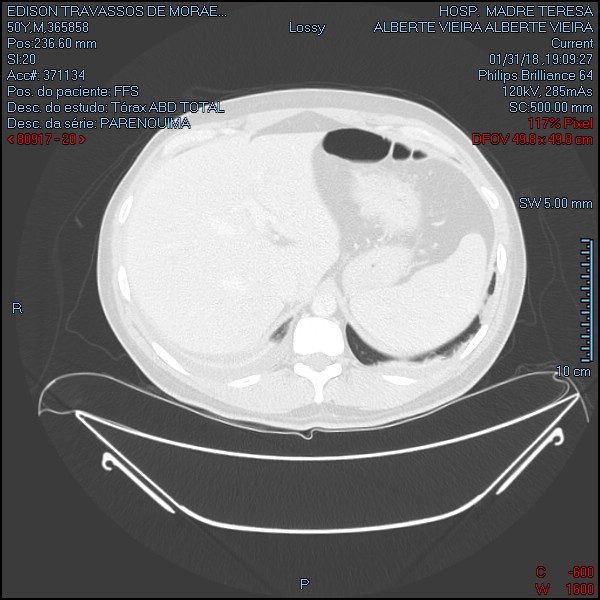 EDISON TRAVASSOS DE MORAE...
50Y,M,365858
Pos:236.60 mm
Sl:20
Acc#: 371134
Pos. do paciente: FFS
Desc. do estudo: Tórax ABD TOTAL
Desc. da série: PARENQUIMA
< 80917 - 20 >
Lossy
HOSP. MADRE TERESA
ALBERTE VIEIRA ALBERTE VIEIRA
Current
01/31/18 ,19:09:27
Philips Brilliance 64
120kV, 285mAs
SC:500.00 mm
117% Pixel
DFOV 49.8 x 49.8 cm
SW 5.00 mm
R
10 cm
P
C -600
W 1600